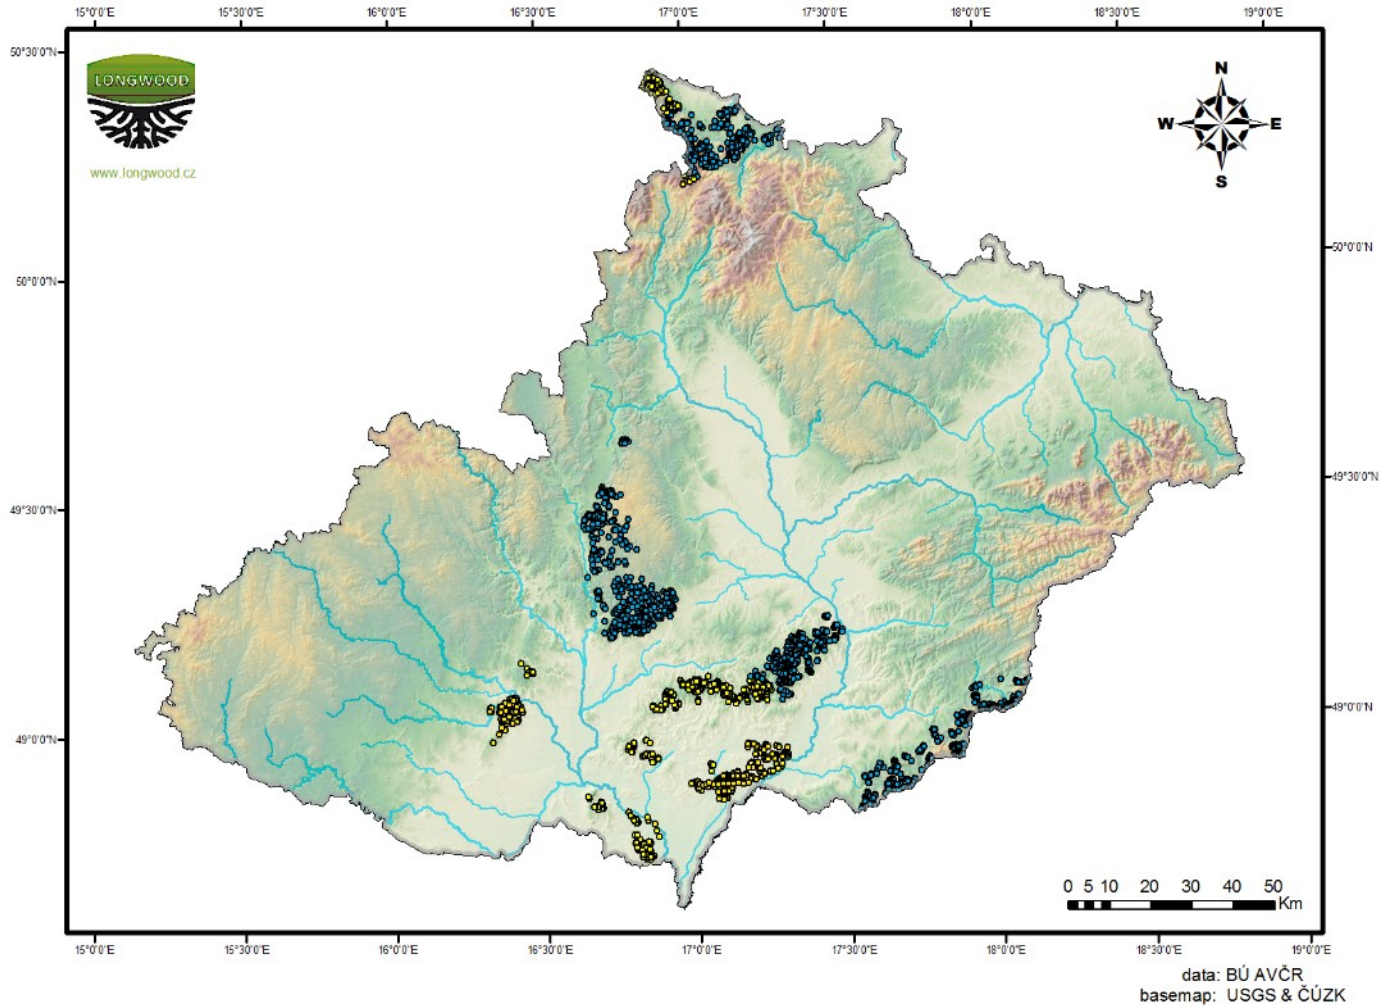 15°0'0"E 15°30'0"E 16°0'0"E 16°30'0"E 17°0'0"E 17°30'0"E 18°0'0"E 18°30'0"E 19°0'0"E
50°30'0"N
LONGWOOD
www.longwood.cz
N
W E
S
50°0'0"N
50°0'0"N
49°30'0"N
49°30'0"N
49°0'0"N
49°0'0"N
0 5 10 20 30 40 50
Km
15°0'0"E 15°30'0"E 16°0'0"E 16°30'0"E 17°0'0"E 17°30'0"E 18°0'0"E 18°30'0"E 19°0'0"E
data: BÚ AVČR
basemap: USGS & ČÚZK